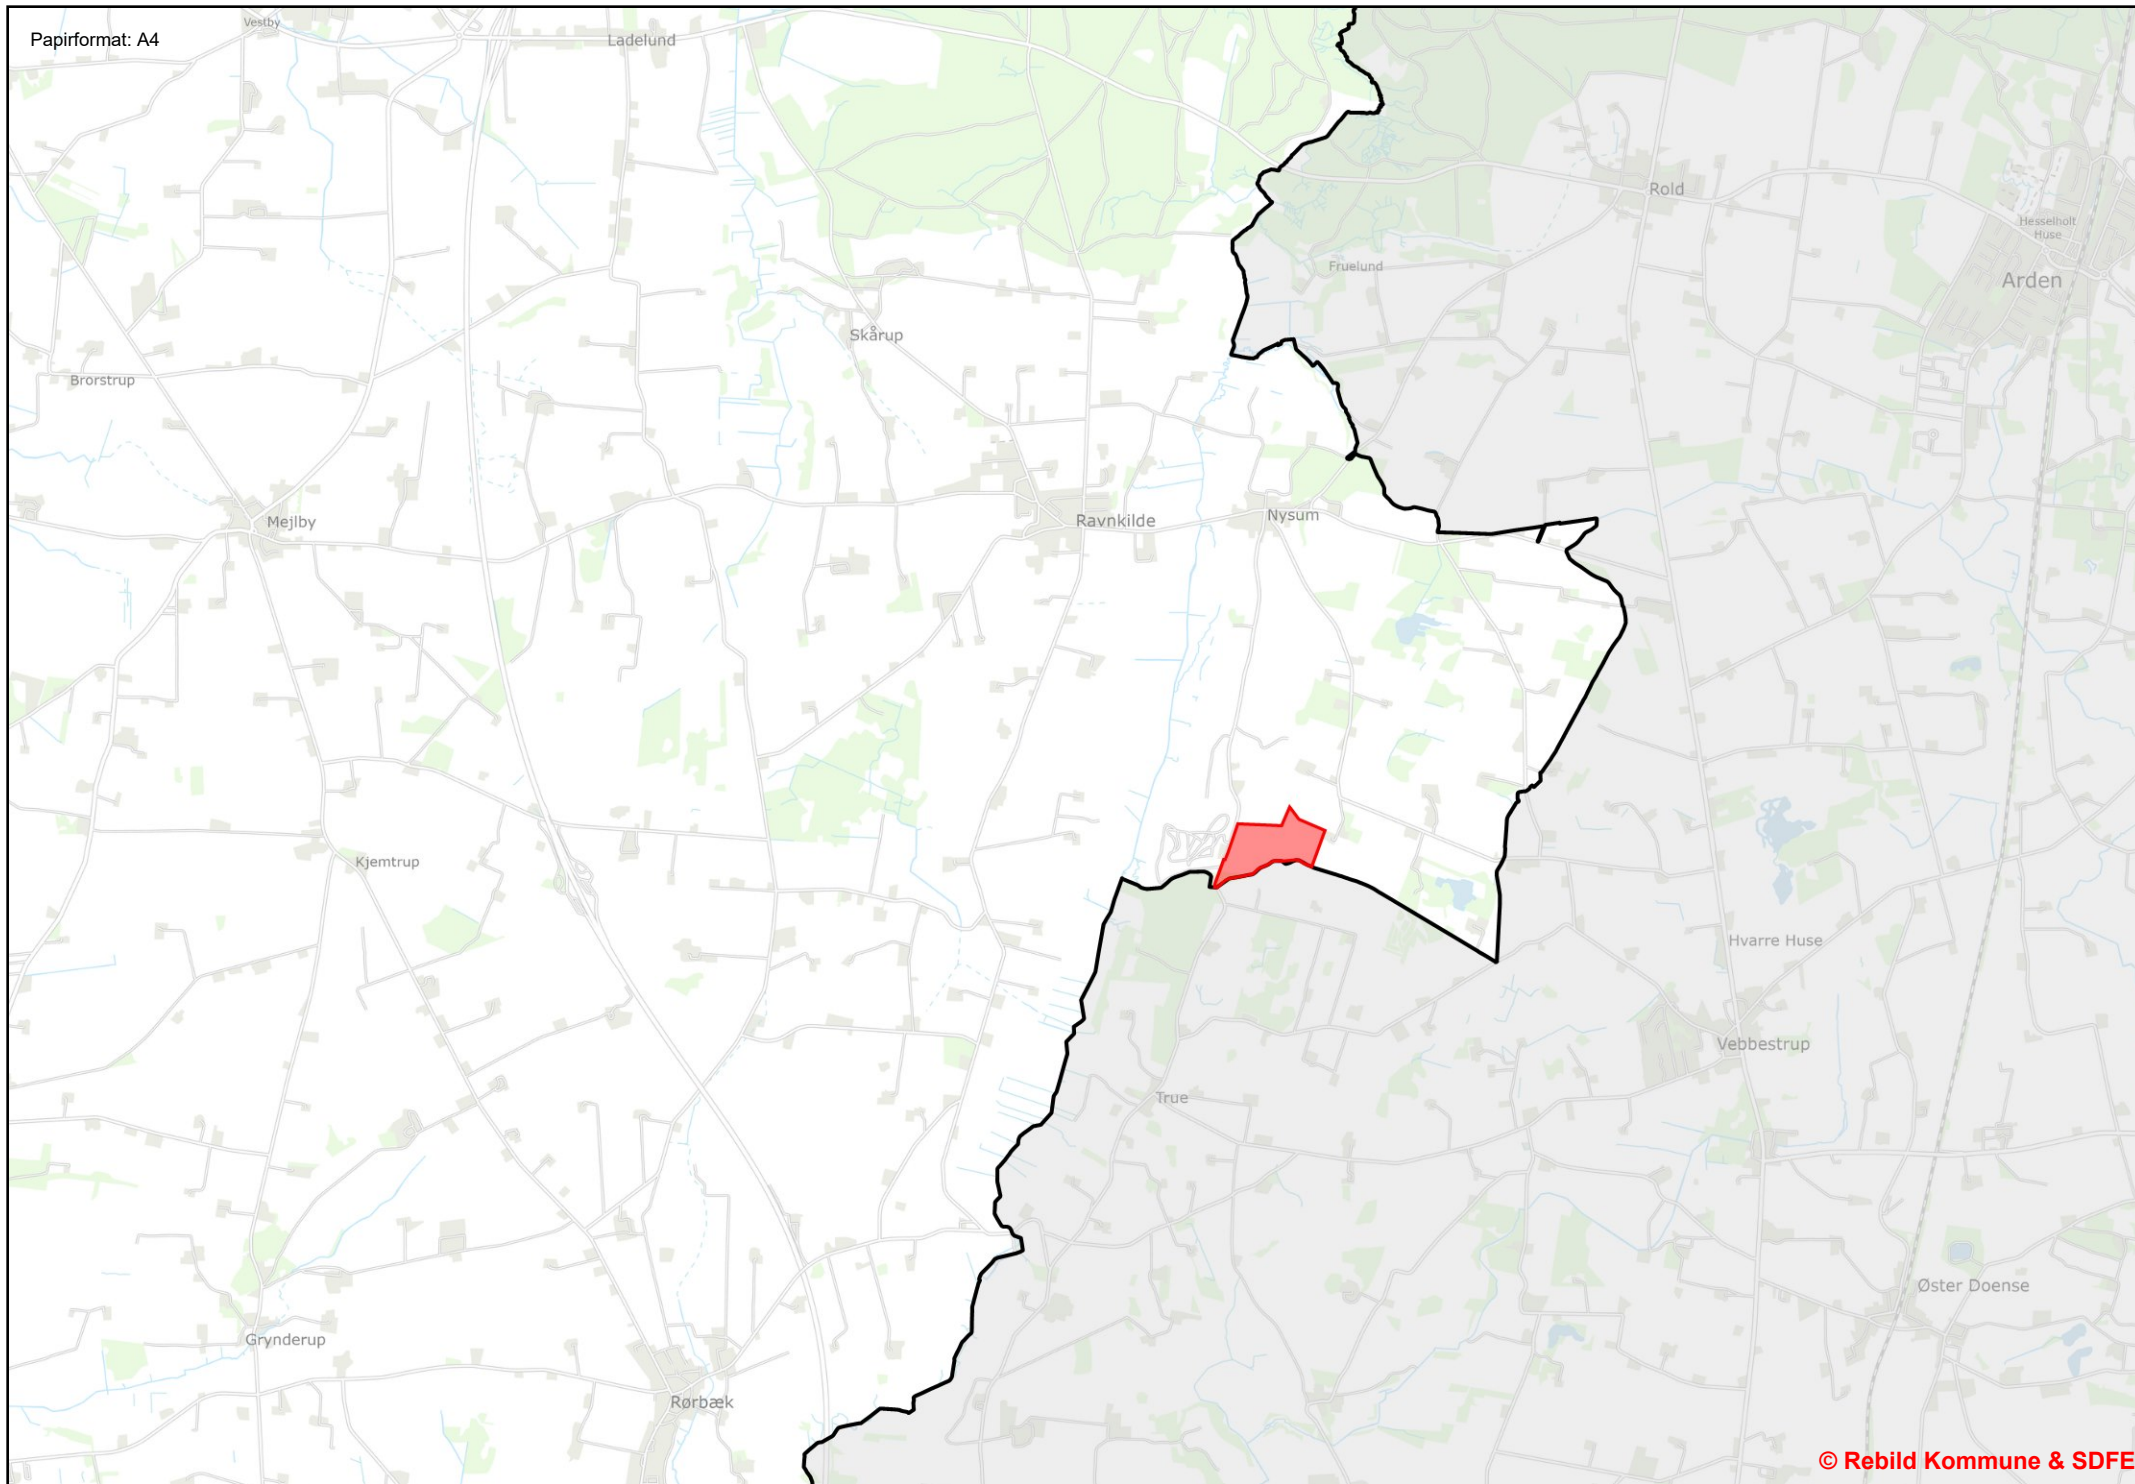 Vestby
Papirformat: A4
Ladelund
Rold
Hesselholt
Huse
Fruelund
Arden
Skårup
Brorstrup
Mejlby
Ravnkilde
Nysum
Kjemtrup
Hvarre Huse
Vebbestrup
True
Øster Doense
Grynderup
Rørbæk
© Rebild Kommune & SDFE